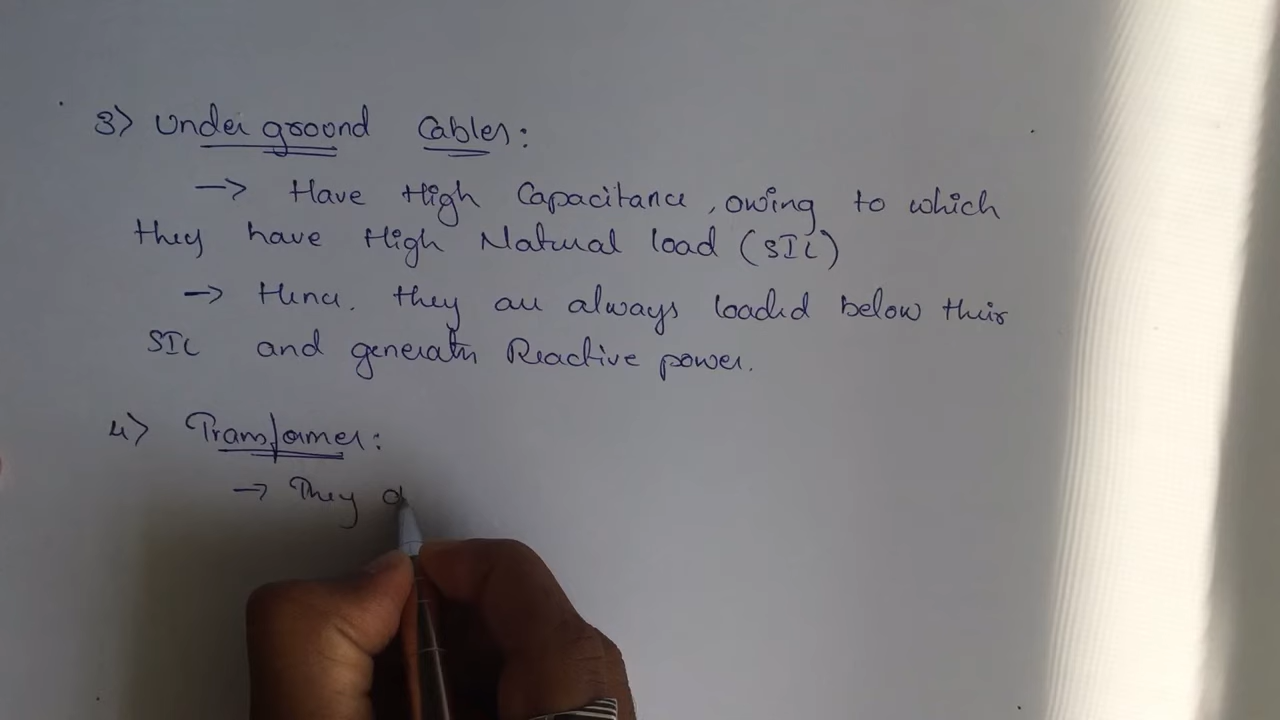 3) Underground Cables:
→ Have High Capacitance, owing to which
they have High Natural load (SIL)
→ Hence. they are always loaded below their
SIL and generates Reactive power.
4) Transformer:
→ They a